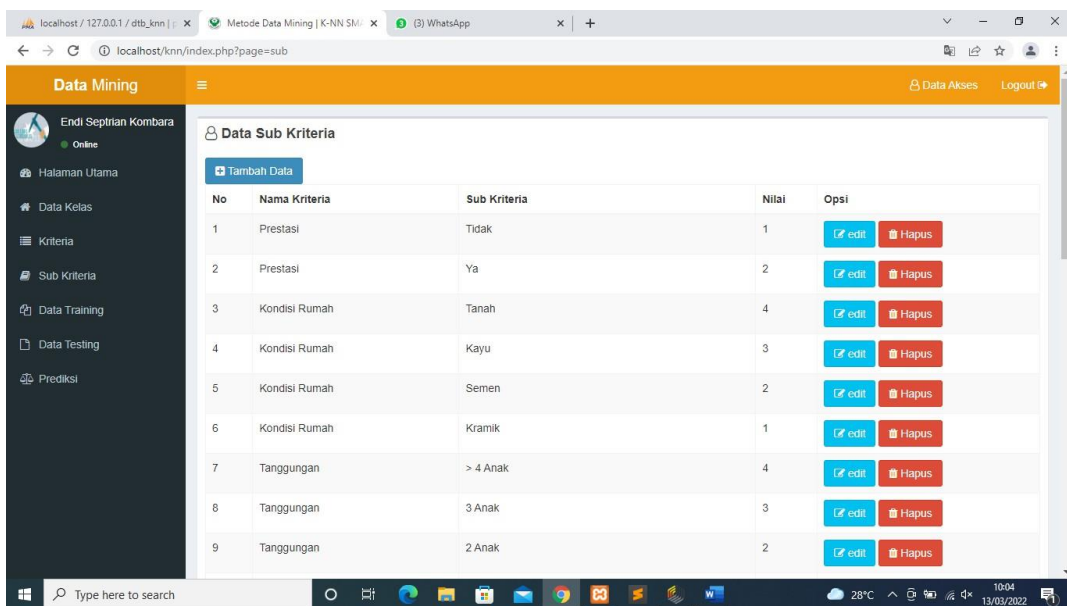 localhost / 127.0.0.1 / dtb_knn | p
Metode Data Mining | K-NN SMA
(3) WhatsApp
localhost/knn/index.php?page=sub
Data Mining
Data Akses
Logout
Endi Septrian Kombara
Online
Halaman Utama
Data Kelas
Kriteria
Sub Kriteria
Data Training
Data Testing
Prediksi
Data Sub Kriteria
Tambah Data
No Nama Kriteria Sub Kriteria Nilai Opsi
1 Prestasi Tidak 1 edit Hapus
2 Prestasi Ya 2 edit Hapus
3 Kondisi Rumah Tanah 4 edit Hapus
4 Kondisi Rumah Kayu 3 edit Hapus
5 Kondisi Rumah Semen 2 edit Hapus
6 Kondisi Rumah Kramik 1 edit Hapus
7 Tanggungan > 4 Anak 4 edit Hapus
8 Tanggungan 3 Anak 3 edit Hapus
9 Tanggungan 2 Anak 2 edit Hapus
Type here to search
28°C
10:04
13/03/2022